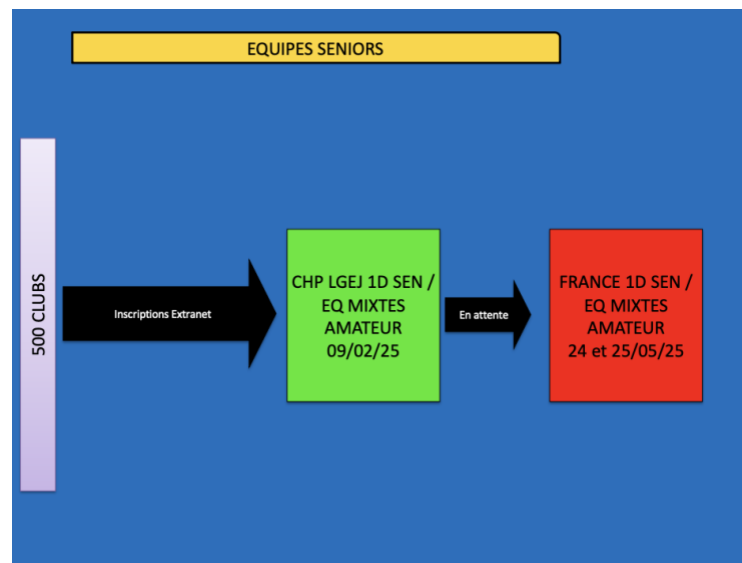 EQUIPES SENIORS
500 CLUBS
Inscriptions Extranet
CHP LGEJ 1D SEN /
EQ MIXTES
AMATEUR
09/02/25
En attente
FRANCE 1D SEN /
EQ MIXTES
AMATEUR
24 et 25/05/25